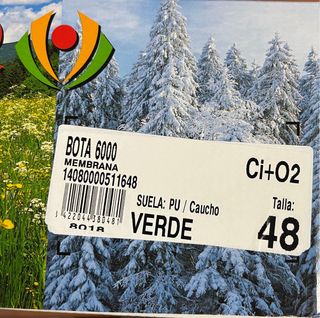 BOTA 6000
MEMBRANA
14080000511648
Ci+O2
SUELA: PU / Caucho
Talla:
VERDE
48
8018